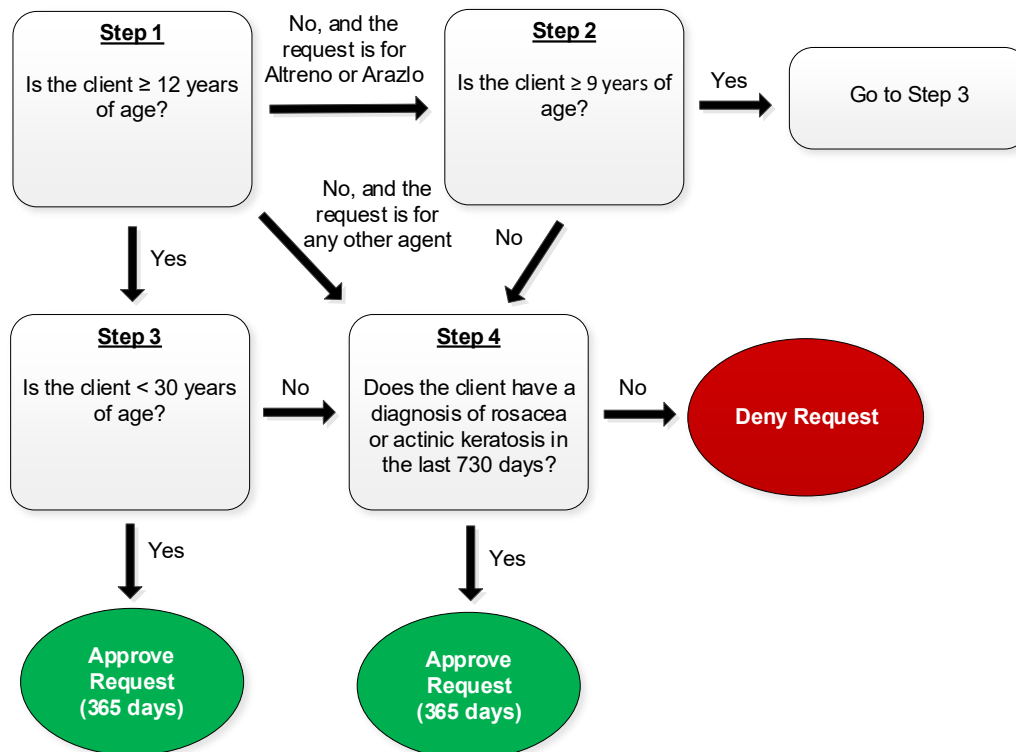 Step 1
Is the client ≥ 12 years
of age?
No, and the
request is for
Altreno or Arazlo
Step 2
Is the client ≥ 9 years of
age?
Yes
Go to Step 3
No, and the
request is for
any other agent
No
Yes
Step 3
Is the client < 30 years
of age?
No
Step 4
Does the client have a
diagnosis of rosacea
or actinic keratosis in
the last 730 days?
No
Deny Request
Yes
Yes
Approve
Request
(365 days)
Approve
Request
(365 days)